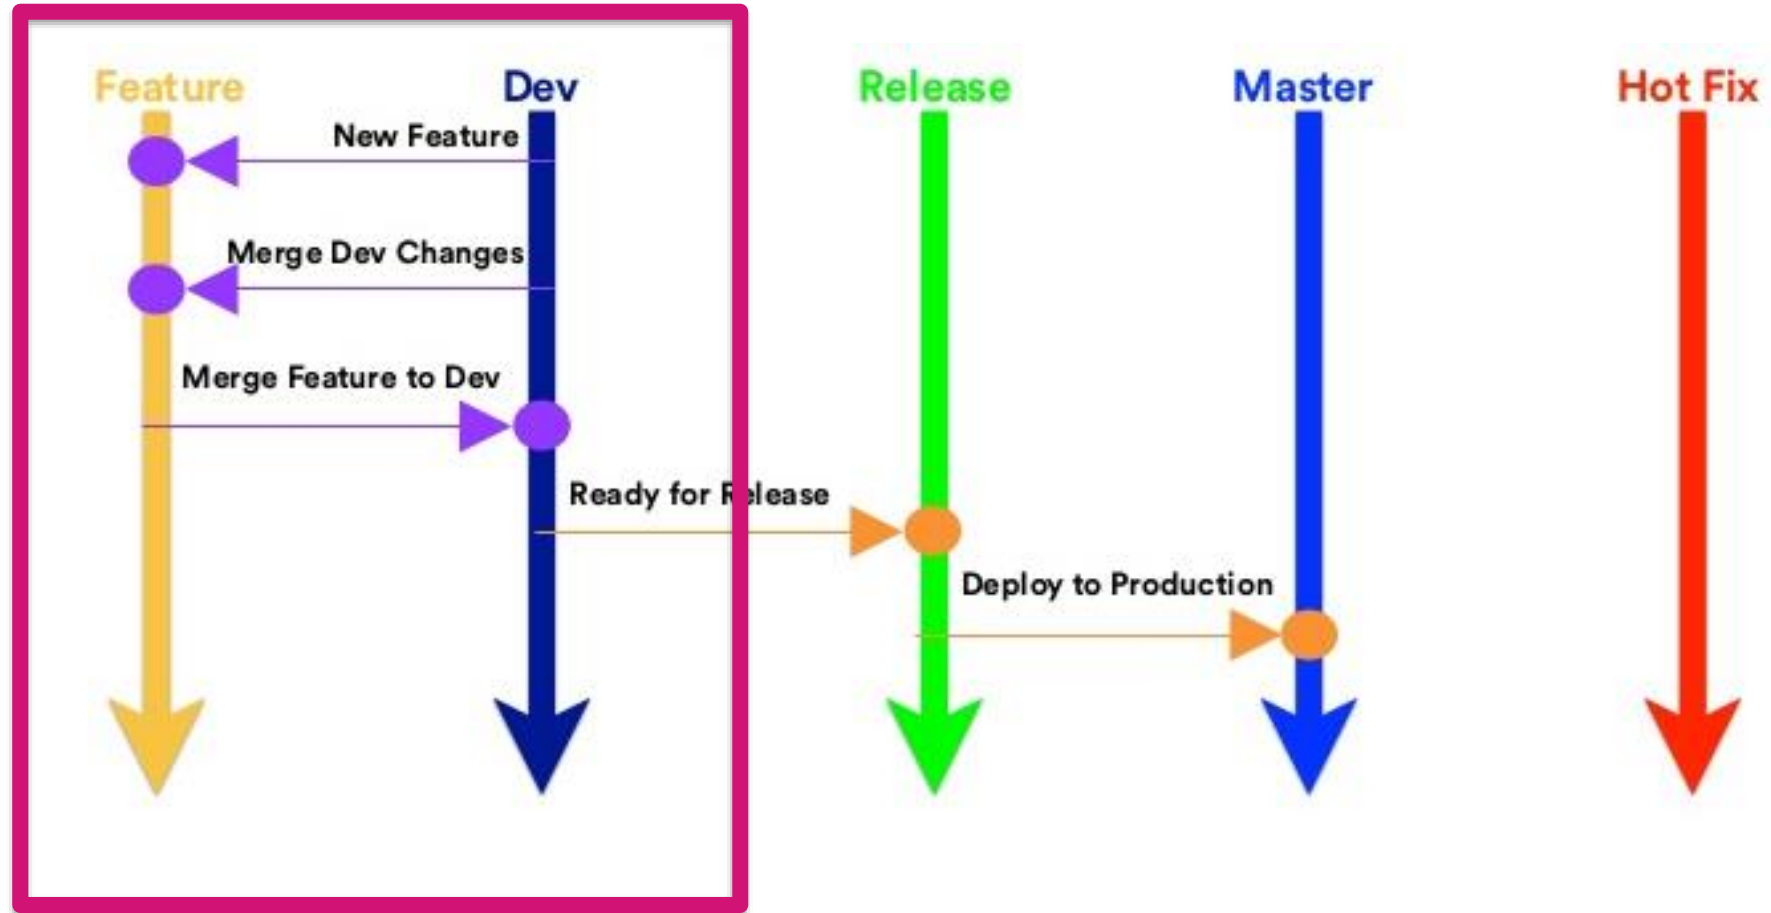 Feature
Dev
Release
Master
Hot Fix
New Feature
Merge Dev Changes
Merge Feature to Dev
Ready for Release
Deploy to Production